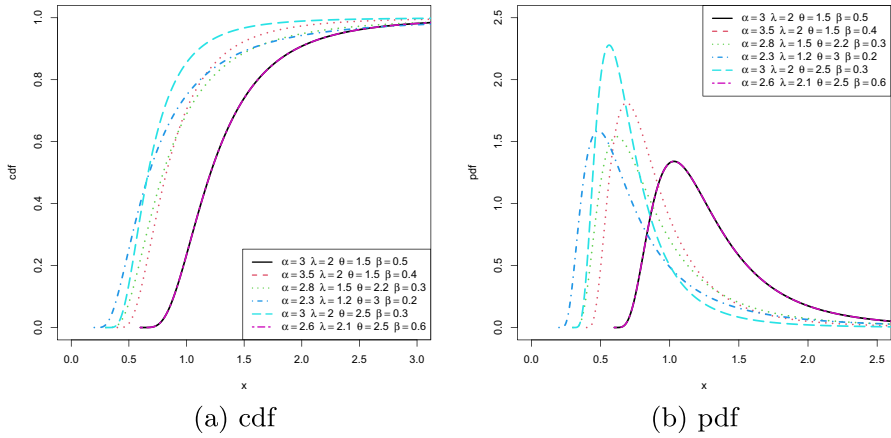 1.0
0.8
0.6
0.4
0.2
0.0
cdf
α=3 λ=2 θ=1.5 β=0.5
α=3.5 λ=2 θ=1.5 β=0.4
α=2.8 λ=1.5 θ=2.2 β=0.3
α=2.3 λ=1.2 θ=3 β=0.2
α=3 λ=2 θ=2.5 β=0.3
α=2.6 λ=2.1 θ=2.5 β=0.6
0.0 0.5 1.0 1.5 2.0 2.5 3.0
x
(a) cdf
2.5
2.0
1.5
1.0
0.5
0.0
pdf
α=3 λ=2 θ=1.5 β=0.5
α=3.5 λ=2 θ=1.5 β=0.4
α=2.8 λ=1.5 θ=2.2 β=0.3
α=2.3 λ=1.2 θ=3 β=0.2
α=3 λ=2 θ=2.5 β=0.3
α=2.6 λ=2.1 θ=2.5 β=0.6
0.0 0.5 1.0 1.5 2.0 2.5
x
(b) pdf